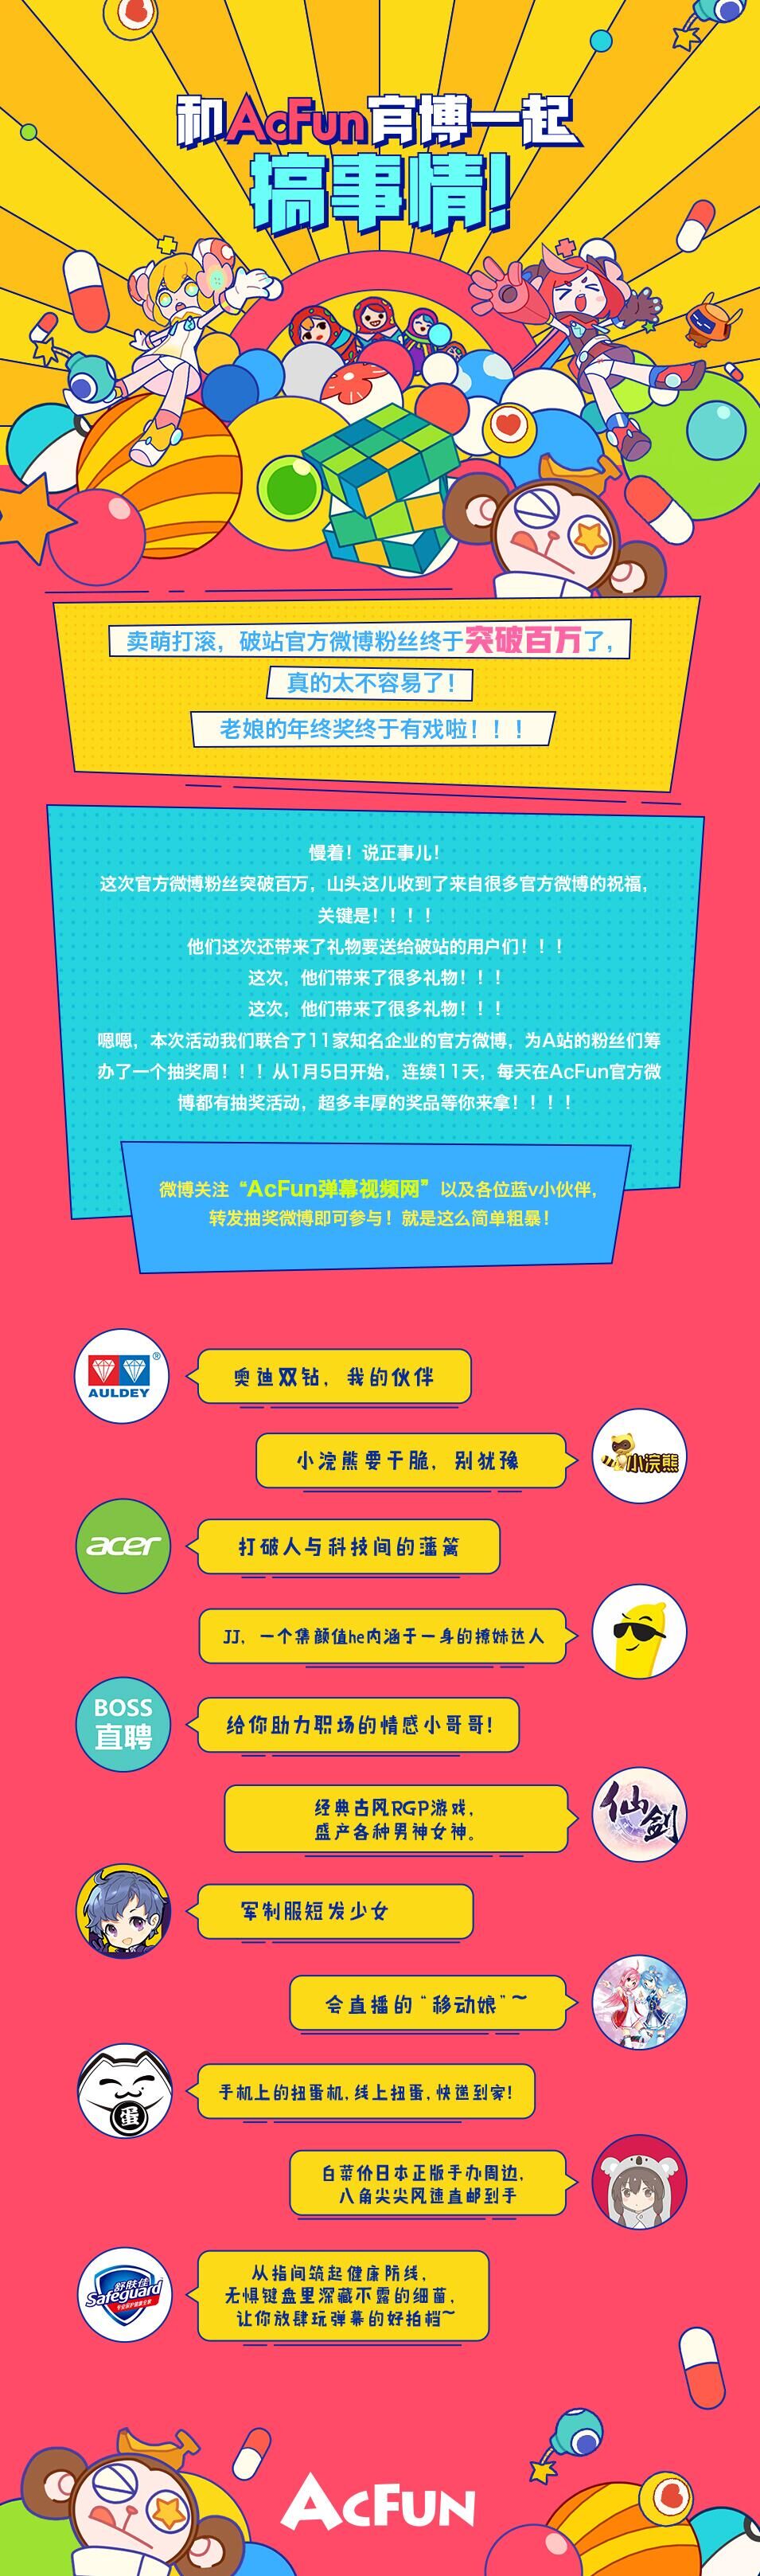 和AcFun官博一起
搞事情!
卖萌打滚，破站官方微博粉丝终于突破百万了，
真的太不容易了！
老娘的年终奖终于有戏啦！！！
慢着！说正事儿！
这次官方微博粉丝突破百万，山头这儿收到了来自很多官方微博的祝福，
关键是！！！！
他们这次还带来了礼物要送给破站的用户们！！！
这次，他们带来了很多礼物！！！
这次，他们带来了很多礼物！！！
嗯嗯，本次活动我们联合了11家知名企业的官方微博，为A站的粉丝们筹
办了一个抽奖周！！！从1月5日开始，连续11天，每天在AcFun官方微
博都有抽奖活动，超多丰厚的奖品等你来拿！！！！
微博关注“AcFun弹幕视频网”以及各位蓝v小伙伴，
转发抽奖微博即可参与！就是这么简单粗暴！
®
AULDEY
奥迪双钻，我的伙伴
小浣熊要干脆，别犹豫
小浣熊
acer
打破人与科技间的藩篱
JJ，一个集颜值he内涵于一身的撩妹达人
BOSS
直聘
给你助力职场的情感小哥哥!
经典古风RGP游戏，
盛产各种男神女神。
仙剑
军制服短发少女
会直播的“移动娘”~
蛋
手机上的扭蛋机,线上扭蛋,快递到家!
白菜价日本正版手办周边，
八角尖尖风速直邮到手
舒肤佳
Safeguard
从指间筑起健康防线，
无惧键盘里深藏不露的细菌，
让你放肆玩弹幕的好拍档~
ACFUN